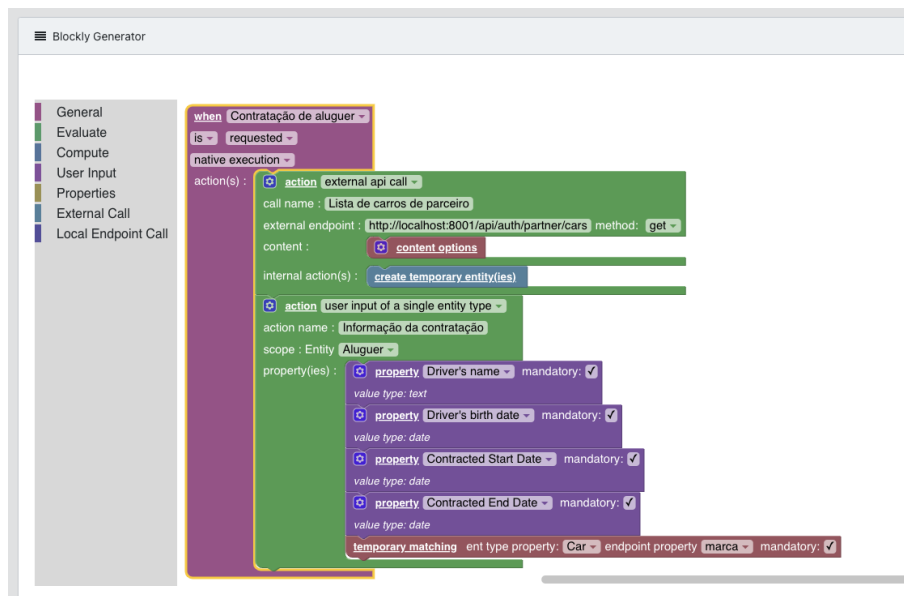 Blockly Generator
General
Evaluate
Compute
User Input
Properties
External Call
Local Endpoint Call
when Contratação de aluguer
is requested
native execution
action(s) :
action external api call
call name : Lista de carros de parceiro
external endpoint : http://localhost:8001/api/auth/partner/cars method: get
content : content options
internal action(s) : create temporary entity(ies)
action user input of a single entity type
action name : Informação da contratação
scope : Entity Aluguer
property(ies) : property Driver's name mandatory:
value type: text
property Driver's birth date mandatory:
value type: date
property Contracted Start Date mandatory:
value type: date
property Contracted End Date mandatory:
value type: date
temporary matching ent type property: Car endpoint property marca mandatory: